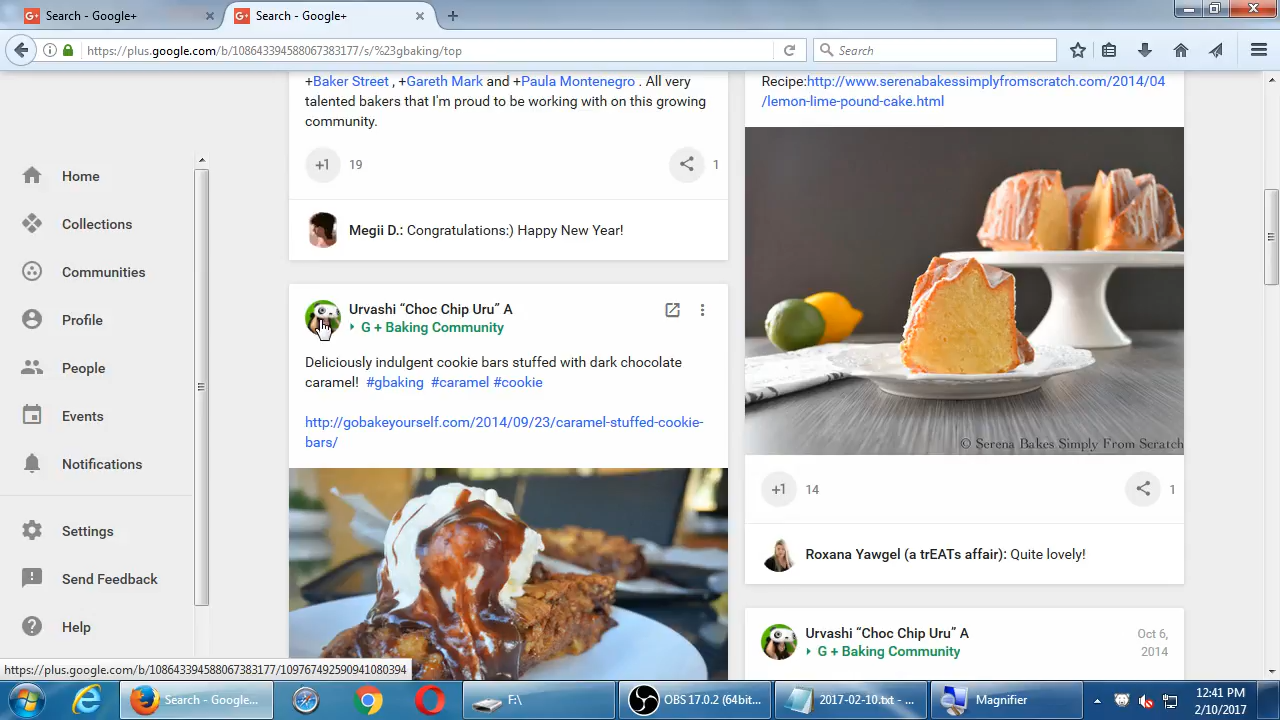 Search - Google+
Search - Google+
https://plus.google.com/b/108643394588067383177/s/%23gbaking/top
Search
Home
Collections
Communities
Profile
People
Events
Notifications
Settings
Send Feedback
Help
+Baker Street , +Gareth Mark and +Paula Montenegro . All very
talented bakers that I'm proud to be working with on this growing
community.
+1
19
1
Megii D.: Congratulations:) Happy New Year!
Urvashi “Choc Chip Uru” A
G + Baking Community
Deliciously indulgent cookie bars stuffed with dark chocolate
caramel! #gbaking #caramel #cookie
http://gobakeyourself.com/2014/09/23/caramel-stuffed-cookie-
bars/
Recipe:http://www.serenabakessimplyfromscratch.com/2014/04
/lemon-lime-pound-cake.html
© Serena Bakes Simply From Scratch
+1
14
1
Roxana Yawgel (a trEATs affair): Quite lovely!
Urvashi “Choc Chip Uru” A
Oct 6,
G + Baking Community
2014
https://plus.google.com/b/108643394588067383177/109767492590941080394
Search - Google...
F:\
OBS 17.0.2 (64bit...
2017-02-10.txt - ...
Magnifier
12:41 PM
2/10/2017